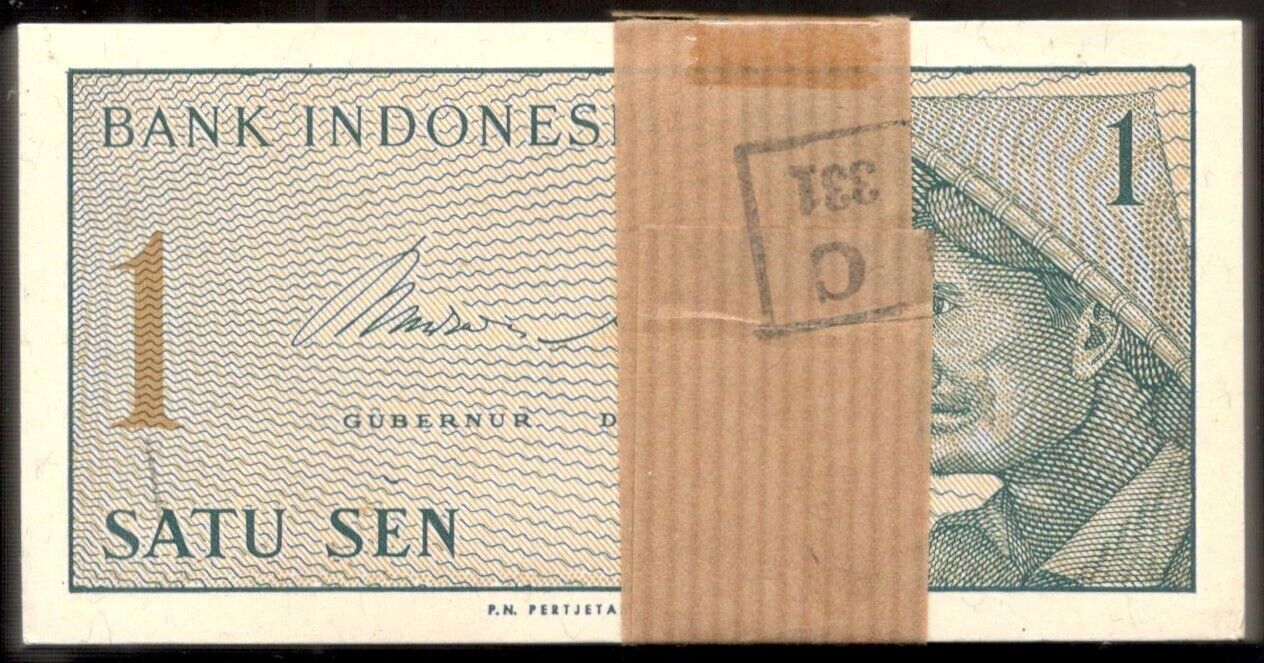 BANK INDONES
1
331
C
1
GUBERNUR D
SATU SEN
P.N. PERTJETA